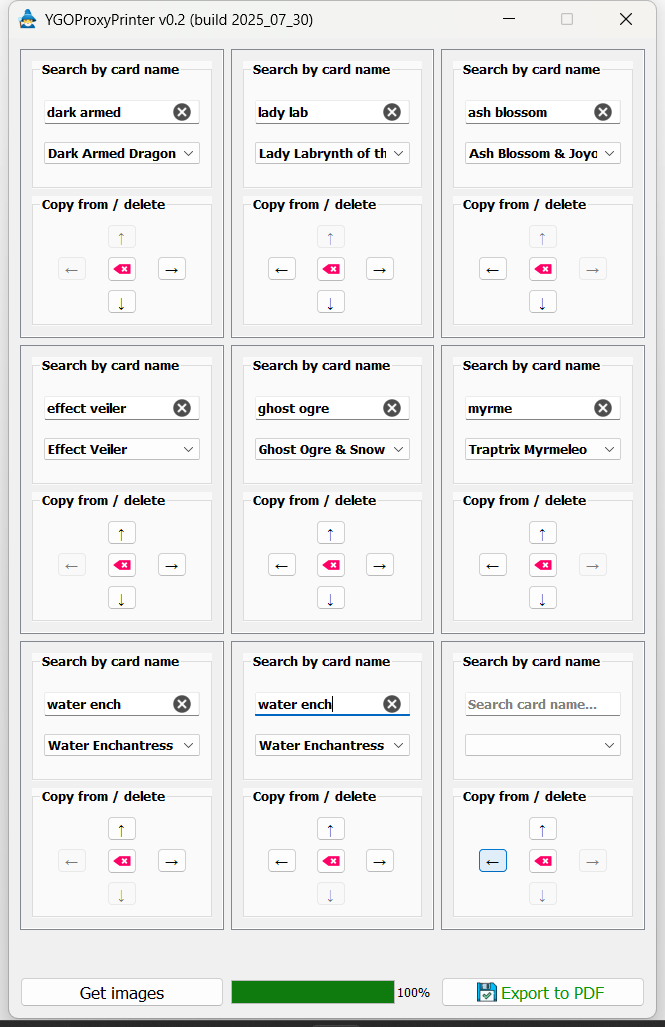 YGOProxyPrinter v0.2 (build 2025_07_30)
Search by card name
Search by card name
Search by card name
dark armed
lady lab
ash blossom
Dark Armed Dragon
Lady Labrynth of th
Ash Blossom & Joyo
Copy from / delete
Copy from / delete
Copy from / delete
↑
↑
↑
←
→
←
→
←
→
↓
↓
↓
Search by card name
Search by card name
Search by card name
effect veiler
ghost ogre
myrme
Effect Veiler
Ghost Ogre & Snow
Traptrix Myrmeleo
Copy from / delete
Copy from / delete
Copy from / delete
↑
↑
↑
←
→
←
→
←
→
↓
↓
↓
Search by card name
Search by card name
Search by card name
water ench
water ench
Search card name...
Water Enchantress
Water Enchantress
Copy from / delete
Copy from / delete
Copy from / delete
↑
↑
↑
←
→
←
→
←
→
↓
↓
↓
Get images
100%
Export to PDF